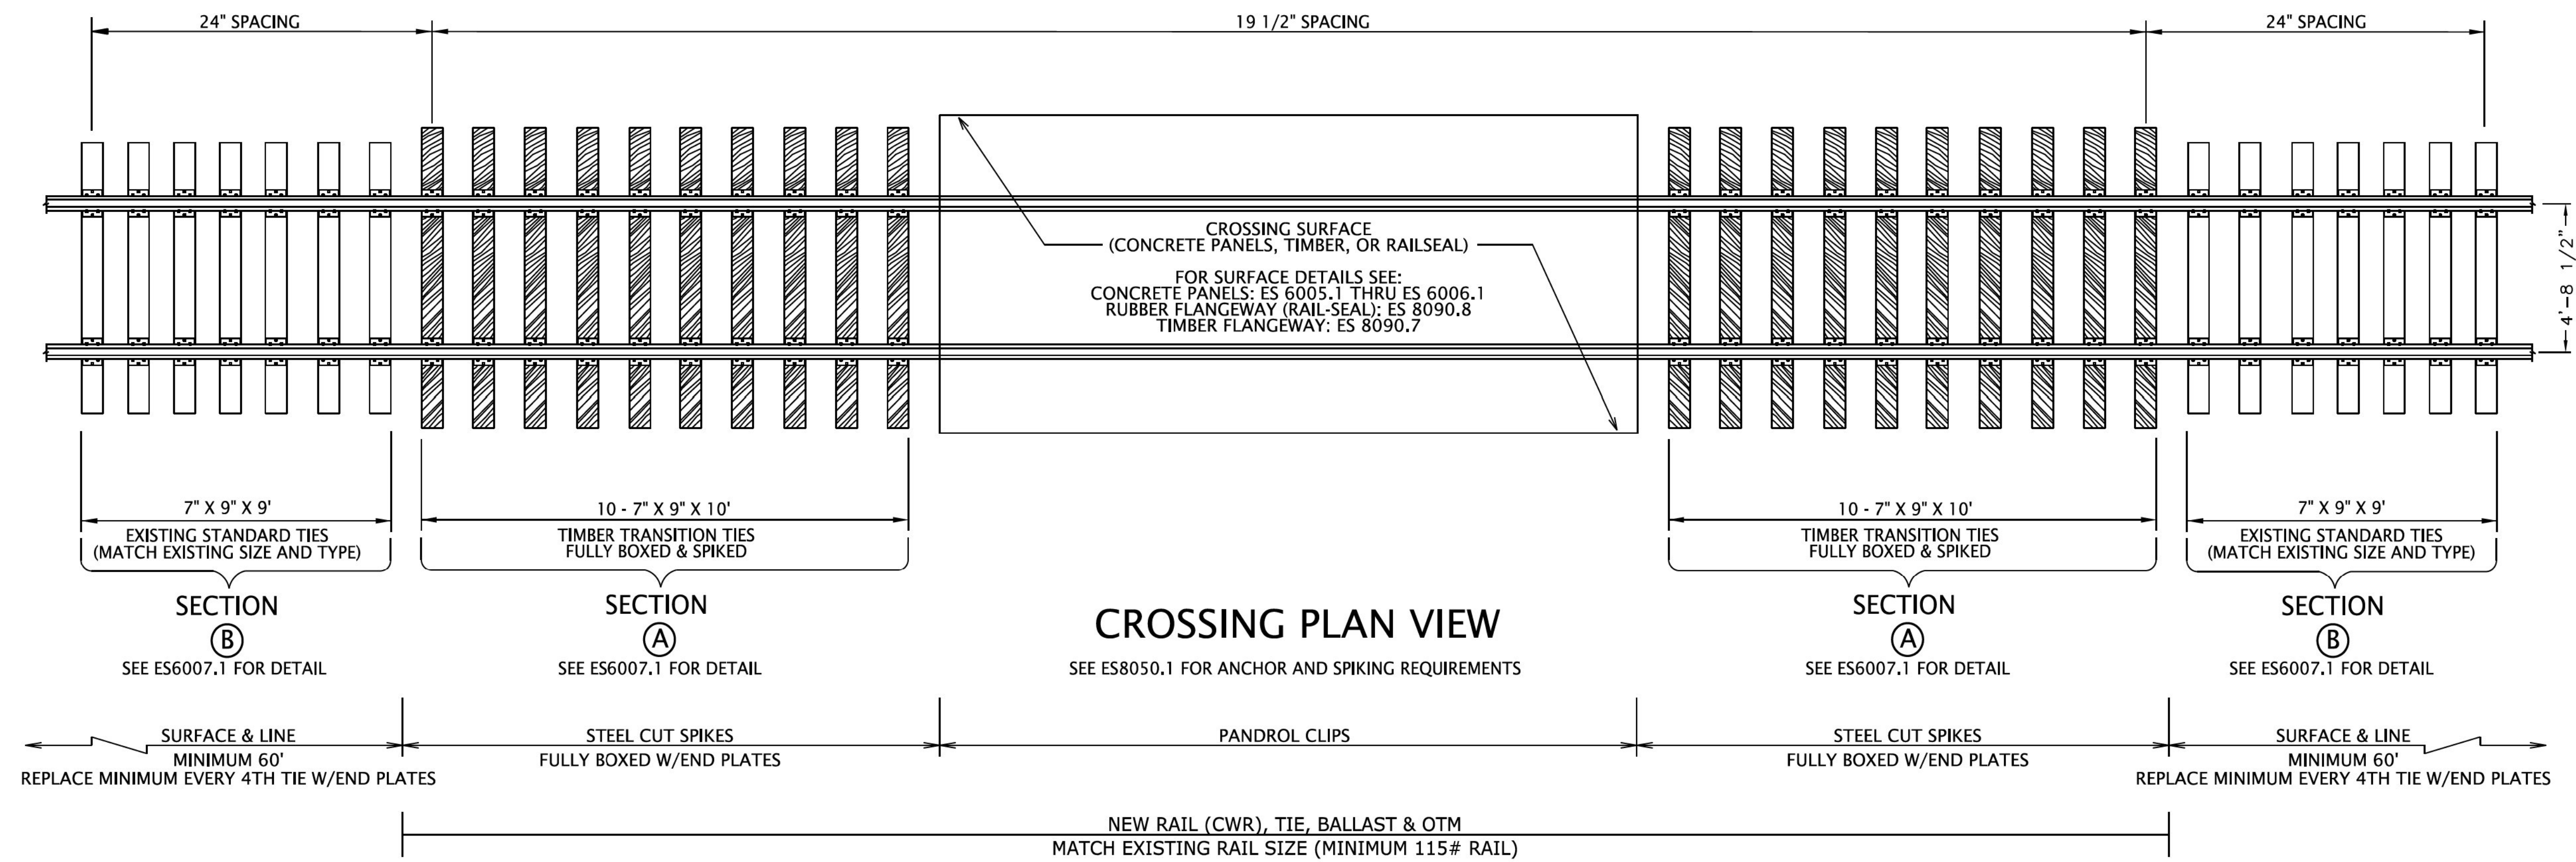 24" SPACING
19 1/2" SPACING
24" SPACING
CROSSING SURFACE
(CONCRETE PANELS, TIMBER, OR RAILSEAL)
FOR SURFACE DETAILS SEE:
CONCRETE PANELS: ES 6005.1 THRU ES 6006.1
RUBBER FLANGEWAY (RAIL-SEAL): ES 8090.8
TIMBER FLANGEWAY: ES 8090.7
4'-8 1/2"
7" X 9" X 9'
EXISTING STANDARD TIES
(MATCH EXISTING SIZE AND TYPE)
10 - 7" X 9" X 10'
TIMBER TRANSITION TIES
FULLY BOXED & SPIKED
10 - 7" X 9" X 10'
TIMBER TRANSITION TIES
FULLY BOXED & SPIKED
7" X 9" X 9'
EXISTING STANDARD TIES
(MATCH EXISTING SIZE AND TYPE)
SECTION
B
SEE ES6007.1 FOR DETAIL
SECTION
A
SEE ES6007.1 FOR DETAIL
CROSSING PLAN VIEW
SEE ES8050.1 FOR ANCHOR AND SPIKING REQUIREMENTS
SECTION
A
SEE ES6007.1 FOR DETAIL
SECTION
B
SEE ES6007.1 FOR DETAIL
SURFACE & LINE
MINIMUM 60'
REPLACE MINIMUM EVERY 4TH TIE W/END PLATES
STEEL CUT SPIKES
FULLY BOXED W/END PLATES
PANDROL CLIPS
STEEL CUT SPIKES
FULLY BOXED W/END PLATES
SURFACE & LINE
MINIMUM 60'
REPLACE MINIMUM EVERY 4TH TIE W/END PLATES
NEW RAIL (CWR), TIE, BALLAST & OTM
MATCH EXISTING RAIL SIZE (MINIMUM 115# RAIL)